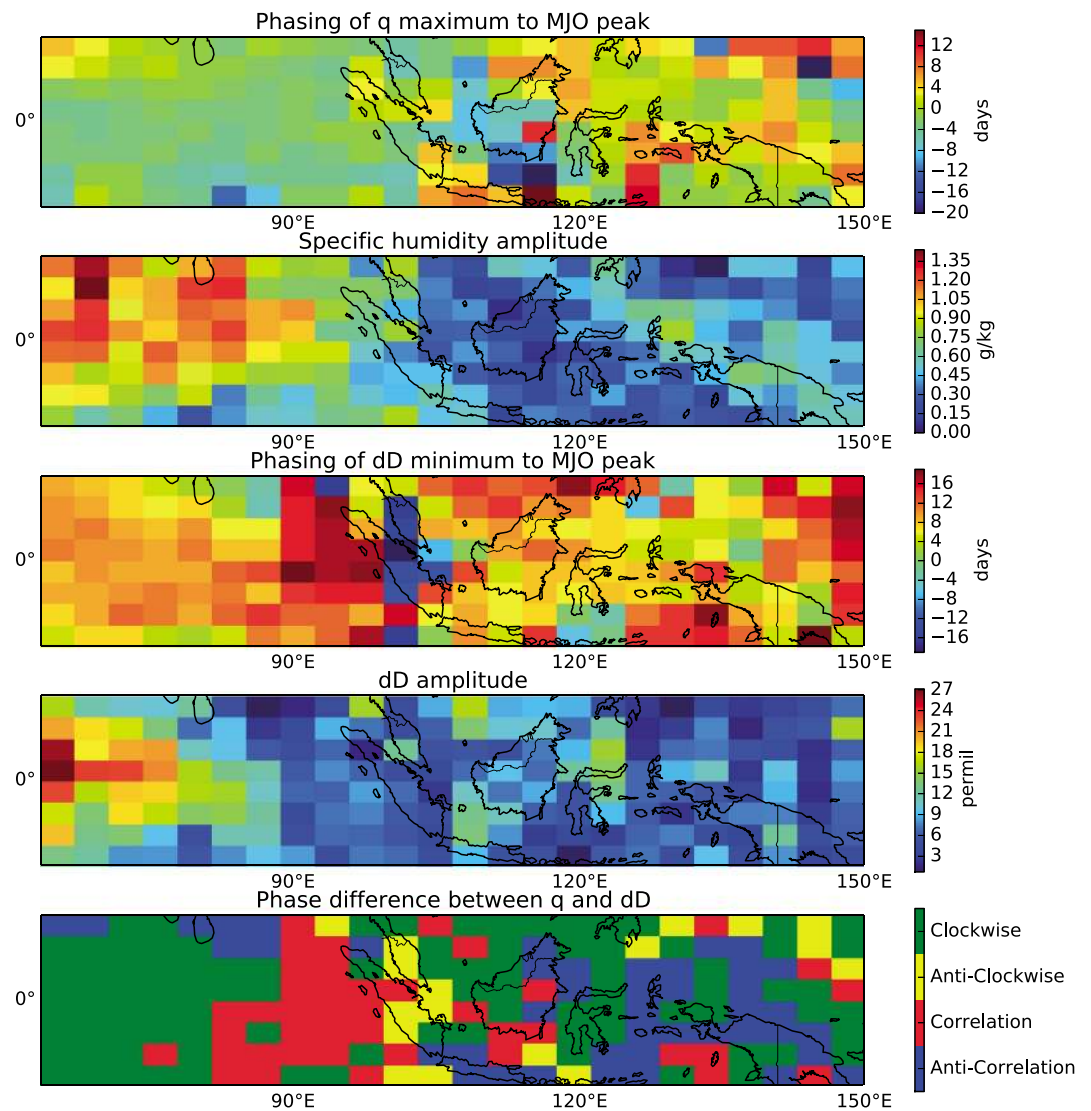 Phasing of q maximum to MJO peak
12
8
4
0
−4
−8
−12
−16
−20
days
0°
90°E
120°E
150°E
Specific humidity amplitude
1.35
1.20
1.05
0.90
0.75
0.60
0.45
0.30
0.15
0.00
g/kg
0°
90°E
120°E
150°E
Phasing of dD minimum to MJO peak
16
12
8
4
0
−4
−8
−12
−16
days
0°
90°E
120°E
150°E
dD amplitude
27
24
21
18
15
12
9
6
3
permil
0°
90°E
120°E
150°E
Phase difference between q and dD
Clockwise
Anti-Clockwise
Correlation
Anti-Correlation
0°
90°E
120°E
150°E